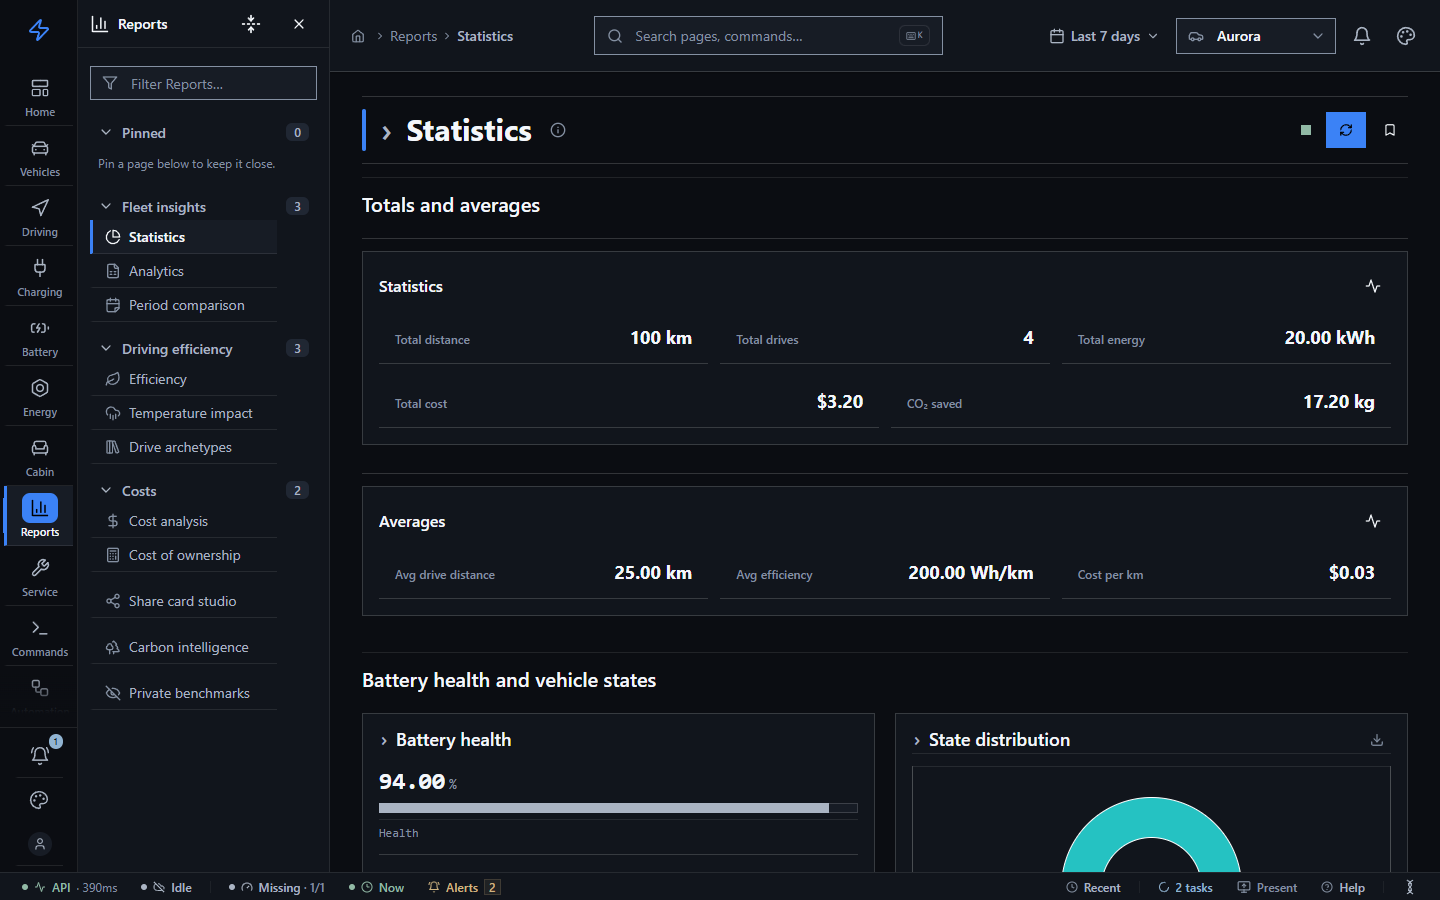 Home
Vehicles
Driving
Charging
Battery
Energy
Cabin
Reports
Service
Commands
1
Reports
Filter Reports...
Pinned 0
Pin a page below to keep it close.
Fleet insights 3
Statistics
Analytics
Period comparison
Driving efficiency 3
Efficiency
Temperature impact
Drive archetypes
Costs 2
Cost analysis
Cost of ownership
Share card studio
Carbon intelligence
Private benchmarks
Reports Statistics
Search pages, commands... K
Last 7 days
Aurora
Statistics
Totals and averages
Statistics
Total distance 100 km
Total drives 4
Total energy 20.00 kWh
Total cost $3.20
CO₂ saved 17.20 kg
Averages
Avg drive distance 25.00 km
Avg efficiency 200.00 Wh/km
Cost per km $0.03
Battery health and vehicle states
Battery health
94.00 %
Health
State distribution
API · 390ms
Idle
Missing · 1/1
Now
Alerts 2
Recent
2 tasks
Present
Help